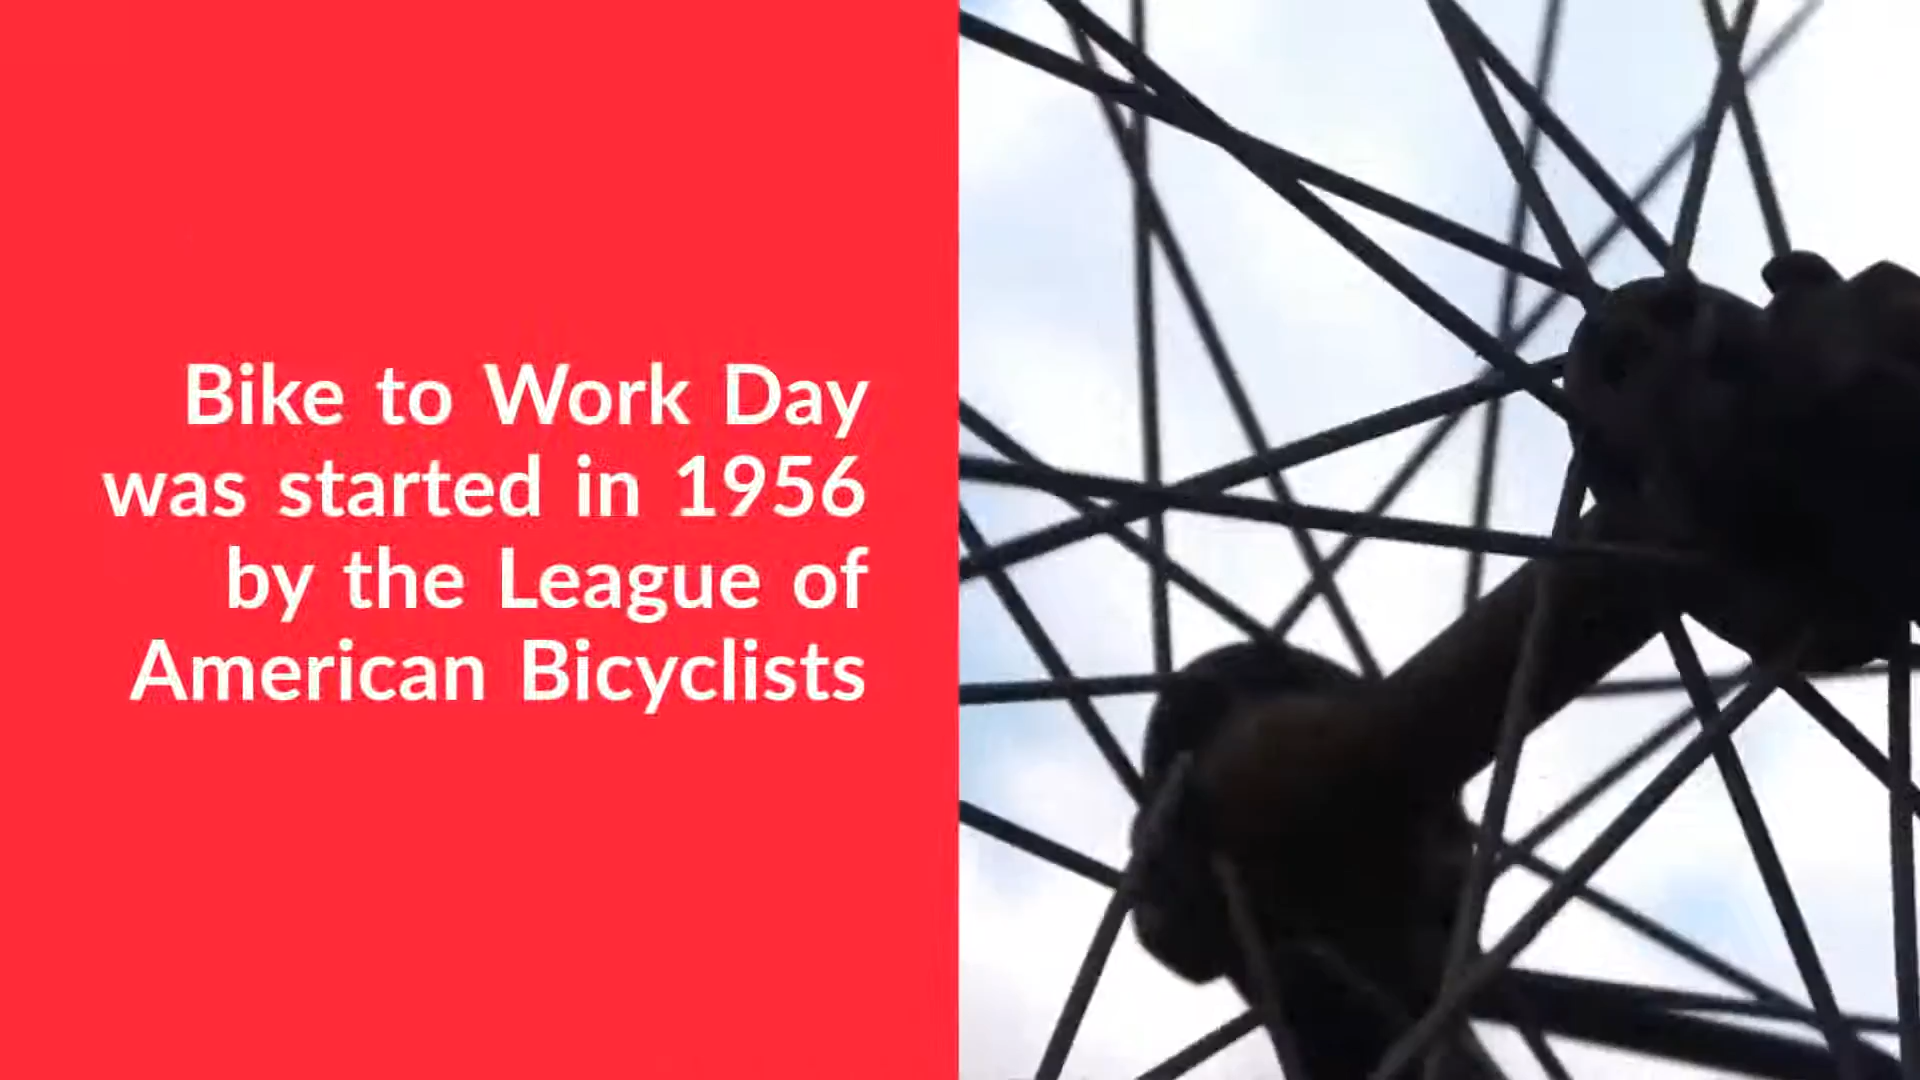 Bike to Work Day
was started in 1956
by the League of
American Bicyclists